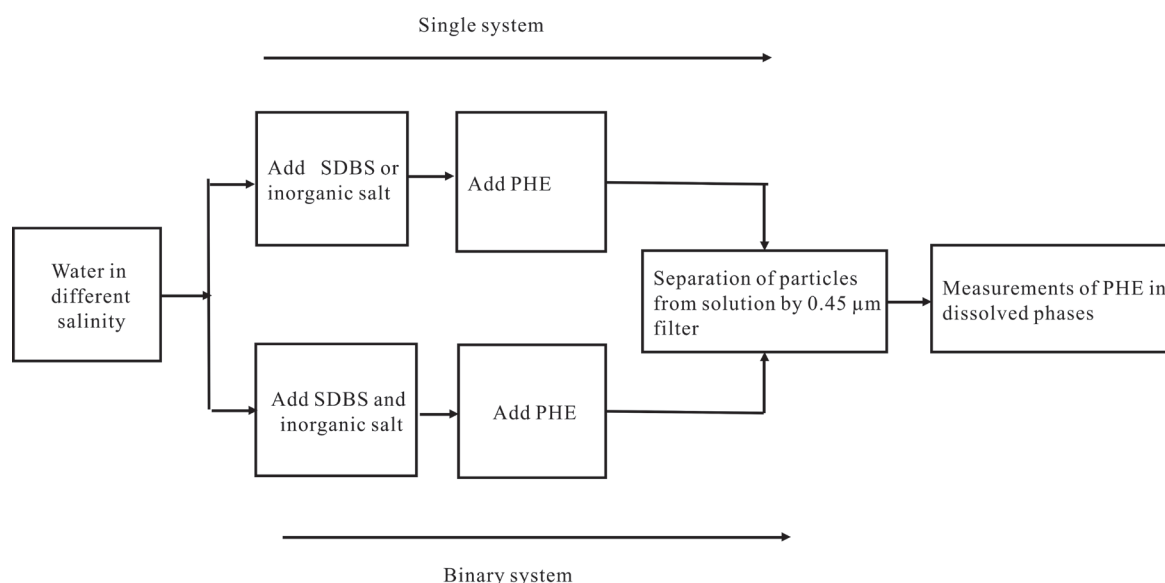 Single system
Add SDBS or
inorganic salt
Add PHE
Water in
different
salinity
Separation of particles
from solution by 0.45 µm
filter
Measurements of PHE in
dissolved phases
Add SDBS and
inorganic salt
Add PHE
Binary system